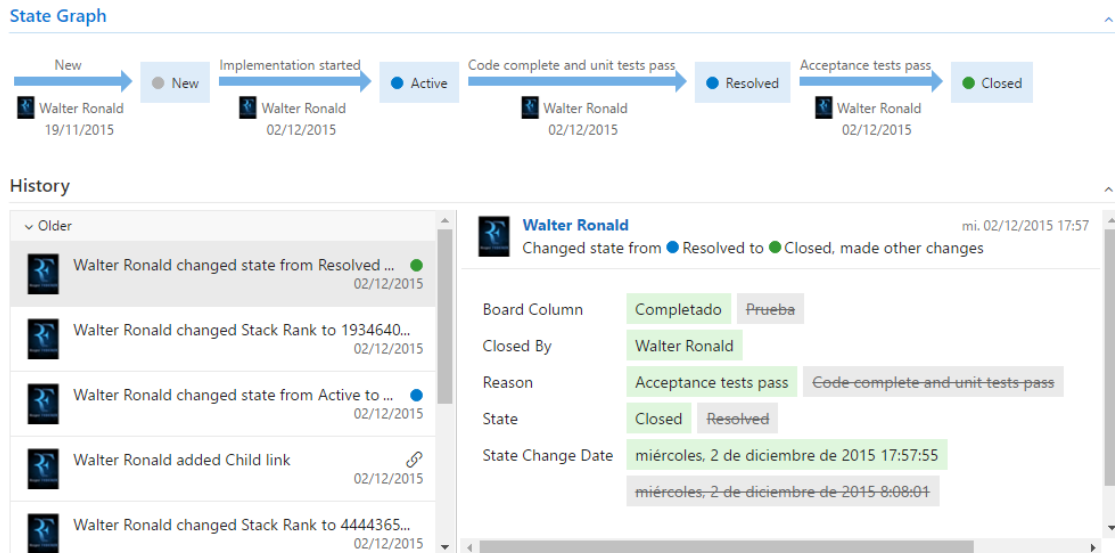 State Graph
New
Implementation started
Code complete and unit tests pass
Acceptance tests pass
New
Active
Resolved
Closed
Walter Ronald
Walter Ronald
Walter Ronald
Walter Ronald
19/11/2015
02/12/2015
02/12/2015
02/12/2015
History
Older
Walter Ronald changed state from Resolved ...
02/12/2015
Walter Ronald changed Stack Rank to 1934640...
02/12/2015
Walter Ronald changed state from Active to ...
02/12/2015
Walter Ronald added Child link
02/12/2015
Walter Ronald changed Stack Rank to 4444365...
02/12/2015
Walter Ronald
mi. 02/12/2015 17:57
Changed state from Resolved to Closed, made other changes
Board Column Completado Prueba
Closed By Walter Ronald
Reason Acceptance tests pass Code complete and unit tests pass
State Closed Resolved
State Change Date miércoles, 2 de diciembre de 2015 17:57:55
miércoles, 2 de diciembre de 2015 8:08:01